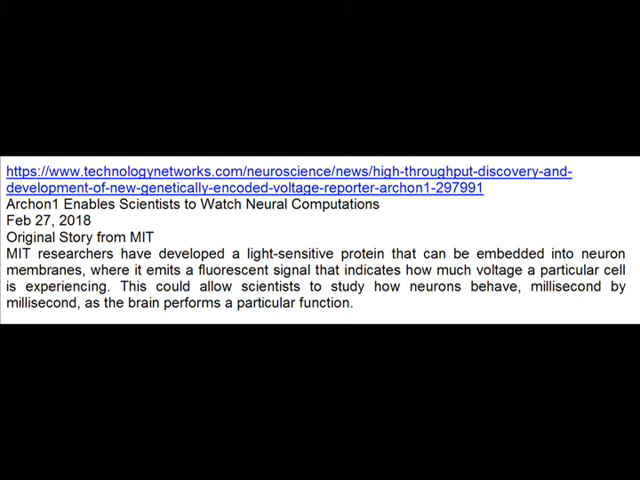 https://www.technologynetworks.com/neuroscience/news/high-throughput-discovery-and-
development-of-new-genetically-encoded-voltage-reporter-archon1-297991
Archon1 Enables Scientists to Watch Neural Computations
Feb 27, 2018
Original Story from MIT
MIT researchers have developed a light-sensitive protein that can be embedded into neuron
membranes, where it emits a fluorescent signal that indicates how much voltage a particular cell
is experiencing. This could allow scientists to study how neurons behave, millisecond by
millisecond, as the brain performs a particular function.